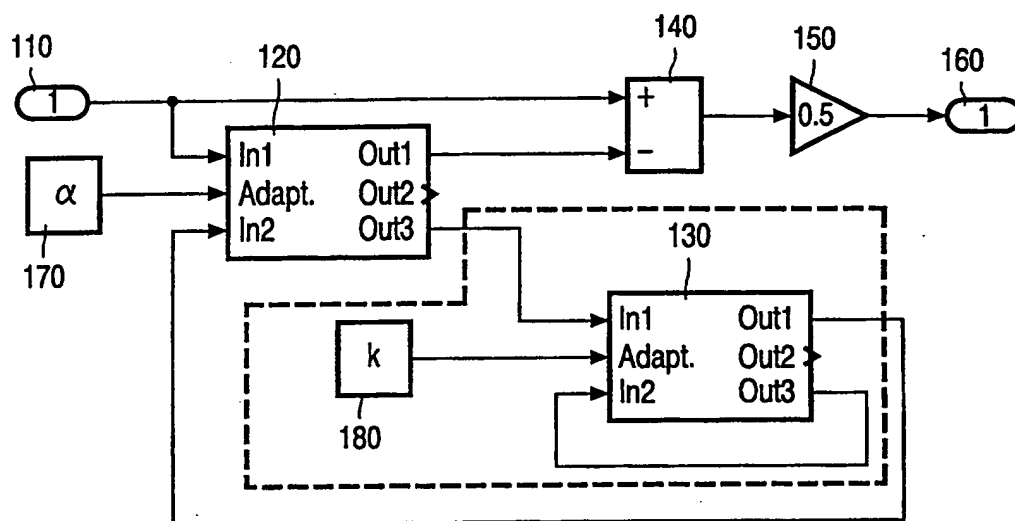 110
1
120
140
150
160
+
−
0.5
1
In1 Out1
Adapt. Out2
In2 Out3
α
170
130
In1 Out1
Adapt. Out2
In2 Out3
k
180